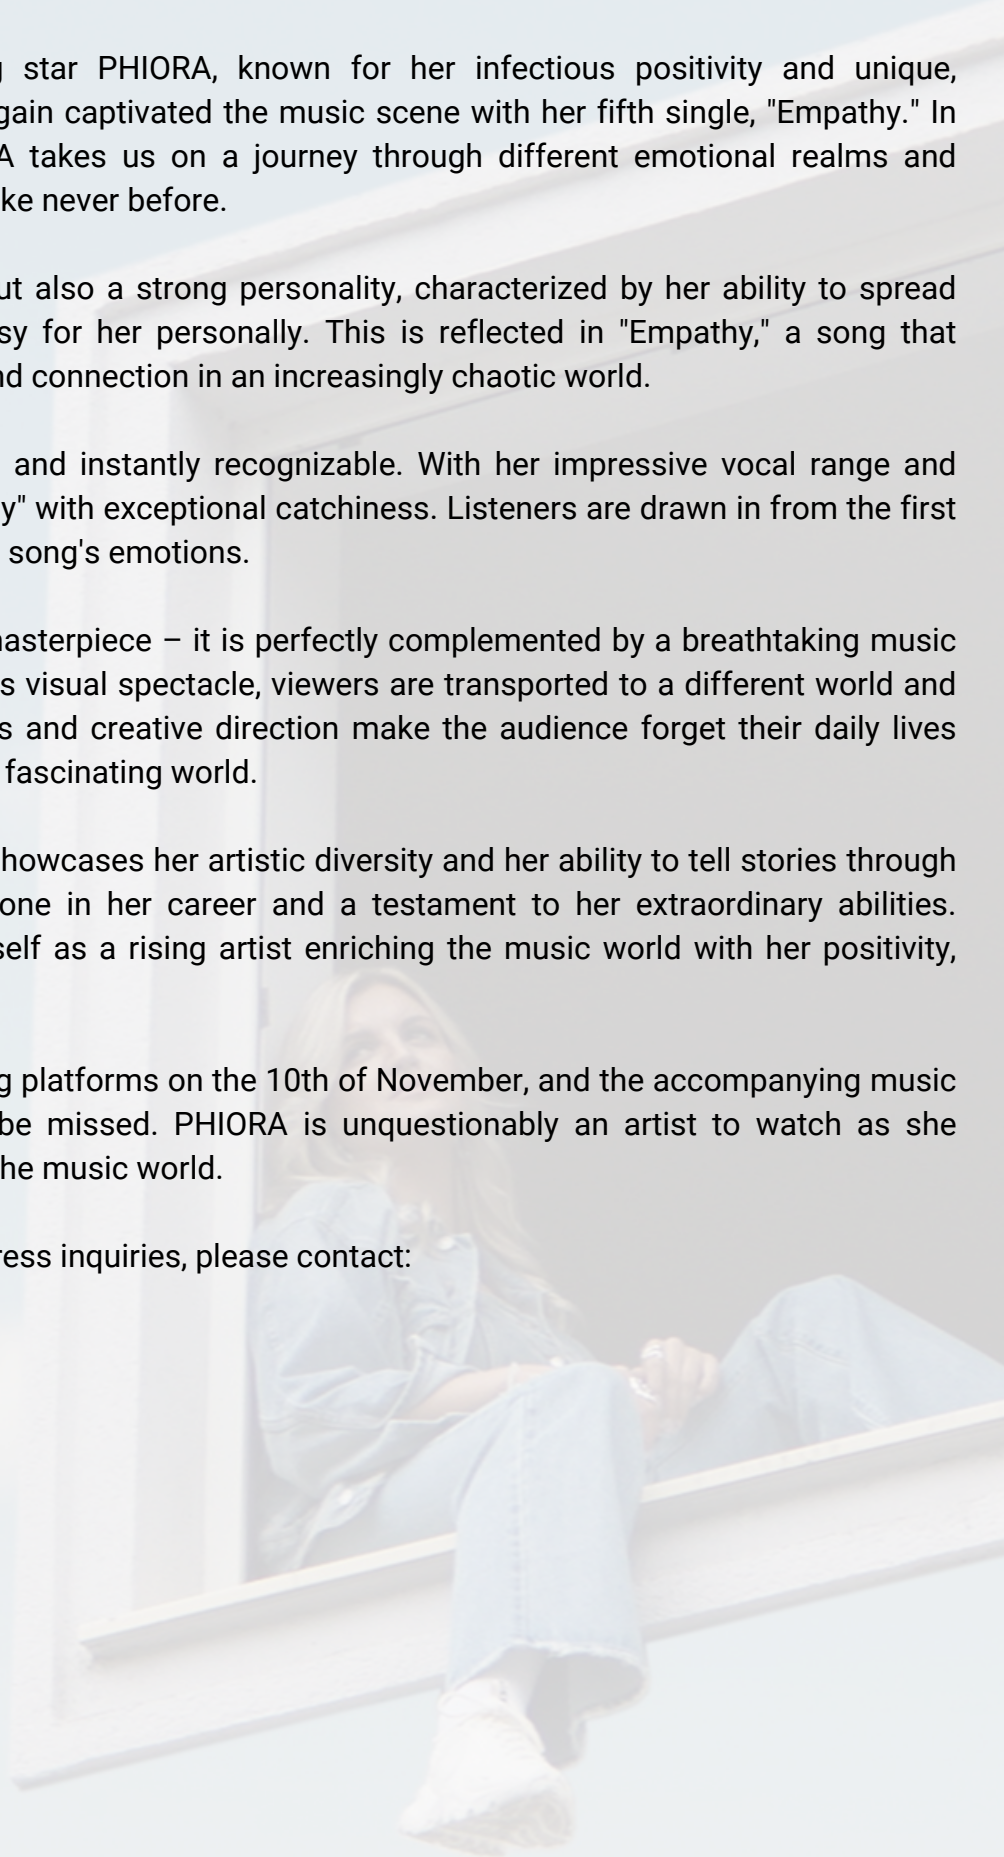 star PHIORA, known for her infectious positivity and unique,
gain captivated the music scene with her fifth single, "Empathy." In
A takes us on a journey through different emotional realms and
ke never before.
ut also a strong personality, characterized by her ability to spread
sy for her personally. This is reflected in "Empathy," a song that
nd connection in an increasingly chaotic world.
and instantly recognizable. With her impressive vocal range and
y" with exceptional catchiness. Listeners are drawn in from the first
song's emotions.
asterpiece – it is perfectly complemented by a breathtaking music
s visual spectacle, viewers are transported to a different world and
s and creative direction make the audience forget their daily lives
fascinating world.
howcases her artistic diversity and her ability to tell stories through
one in her career and a testament to her extraordinary abilities.
self as a rising artist enriching the music world with her positivity,
g platforms on the 10th of November, and the accompanying music
be missed. PHIORA is unquestionably an artist to watch as she
he music world.
ress inquiries, please contact: